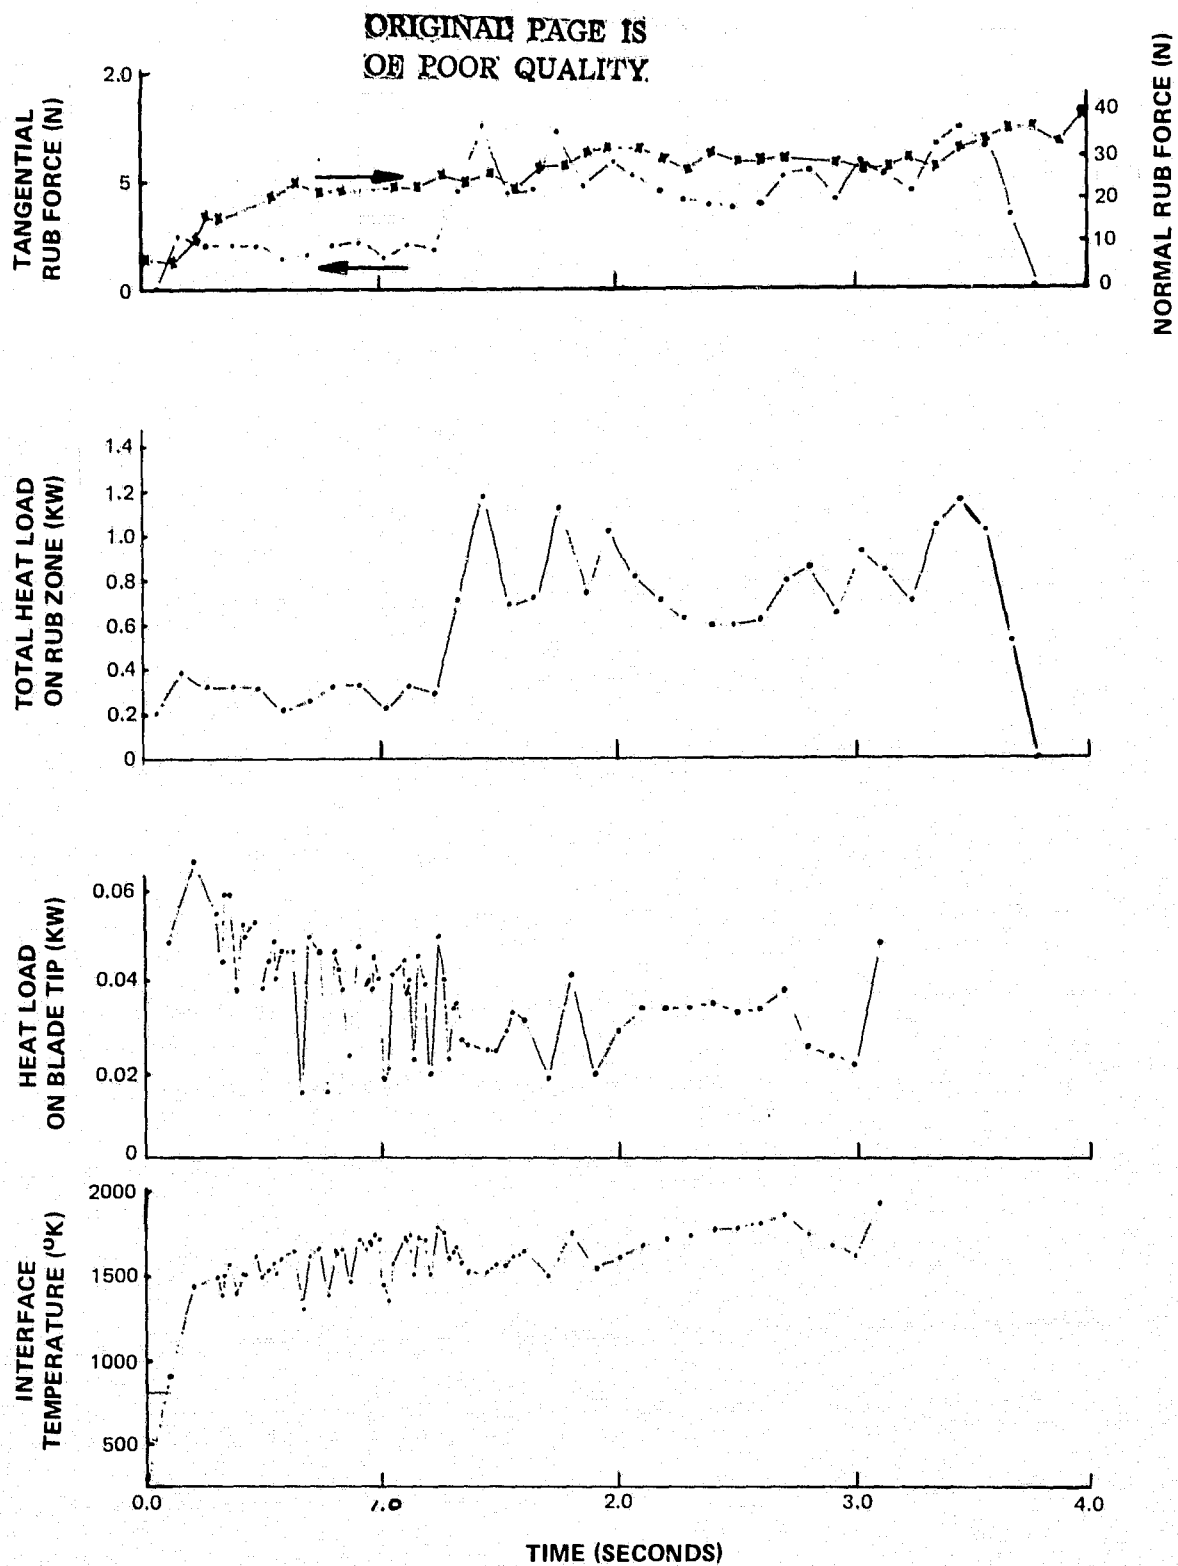 ORIGINAL PAGE IS
OF POOR QUALITY
TANGENTIAL
RUB FORCE (N)
2.0
5
0
NORMAL RUB FORCE (N)
40
30
20
10
0
TOTAL HEAT LOAD
ON RUB ZONE (KW)
1.4
1.2
1.0
0.8
0.6
0.4
0.2
0
HEAT LOAD
ON BLADE TIP (KW)
0.06
0.04
0.02
0
INTERFACE
TEMPERATURE (ºK)
2000
1500
1000
500
0.0
1.0
2.0
3.0
4.0
TIME (SECONDS)